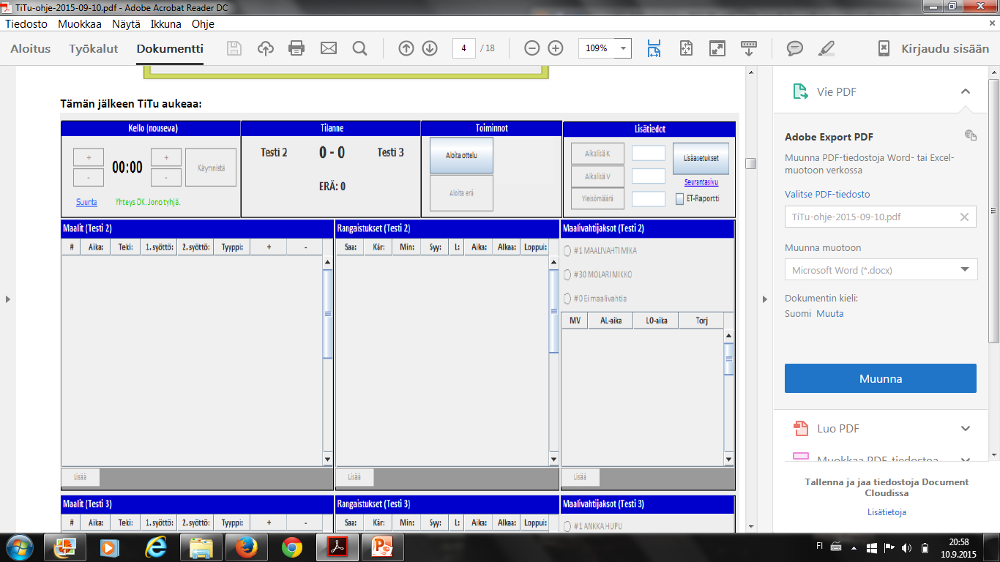 TiTu-ohje-2015-09-10.pdf - Adobe Acrobat Reader DC
Tiedosto Muokkaa Näytä Ikkuna Ohje
Aloitus Työkalut Dokumentti 4 / 18 109% Kirjaudu sisään
Tämän jälkeen TiTu aukeaa:
Kello (nouseva) Tilanne Toiminnot Lisätiedot
+ 00:00 + Käynnistä
- -
Suunta Yhteys OK. Jono tyhjä.
Testi 2 0 - 0 Testi 3
ERÄ: 0
Aloita ottelu
Aloita erä
Aikalisä K Lisäasetukset
Aikalisä V Seurantasivu
Yleisömäärä ET-Raportti
Maalit (Testi 2) Rangaistukset (Testi 2) Maalivahtijaksot (Testi 2)
# Aika: Teki: 1. syöttö: 2. syöttö: Tyyppi: + -
Saa: Kär: Min: Syy: L: Aika: Alkaa: Loppui:
#1 MAALIVAHTI MIKA
#30 MOLARI MIKKO
#0 Ei maalivahtia
MV AL-aika LO-aika Torj
Lisää Lisää Lisää
Maalit (Testi 3) Rangaistukset (Testi 3) Maalivahtijaksot (Testi 3)
# Aika: Teki: 1. syöttö: 2. syöttö: Tyyppi: + -
Saa: Kär: Min: Syy: L: Aika: Alkaa: Loppui:
#1 ANKKA HUPU
Vie PDF
Adobe Export PDF
Muunna PDF-tiedostoja Word- tai Excel-
muotoon verkossa
Valitse PDF-tiedosto
TiTu-ohje-2015-09-10.pdf
Muunna muotoon
Microsoft Word (*.docx)
Dokumentin kieli:
Suomi Muuta
Muunna
Luo PDF
Muokkaa PDF-tiedostoa
Tallenna ja jaa tiedostoja Document
Cloudissa
Lisätietoja
FI 20:58
10.9.2015